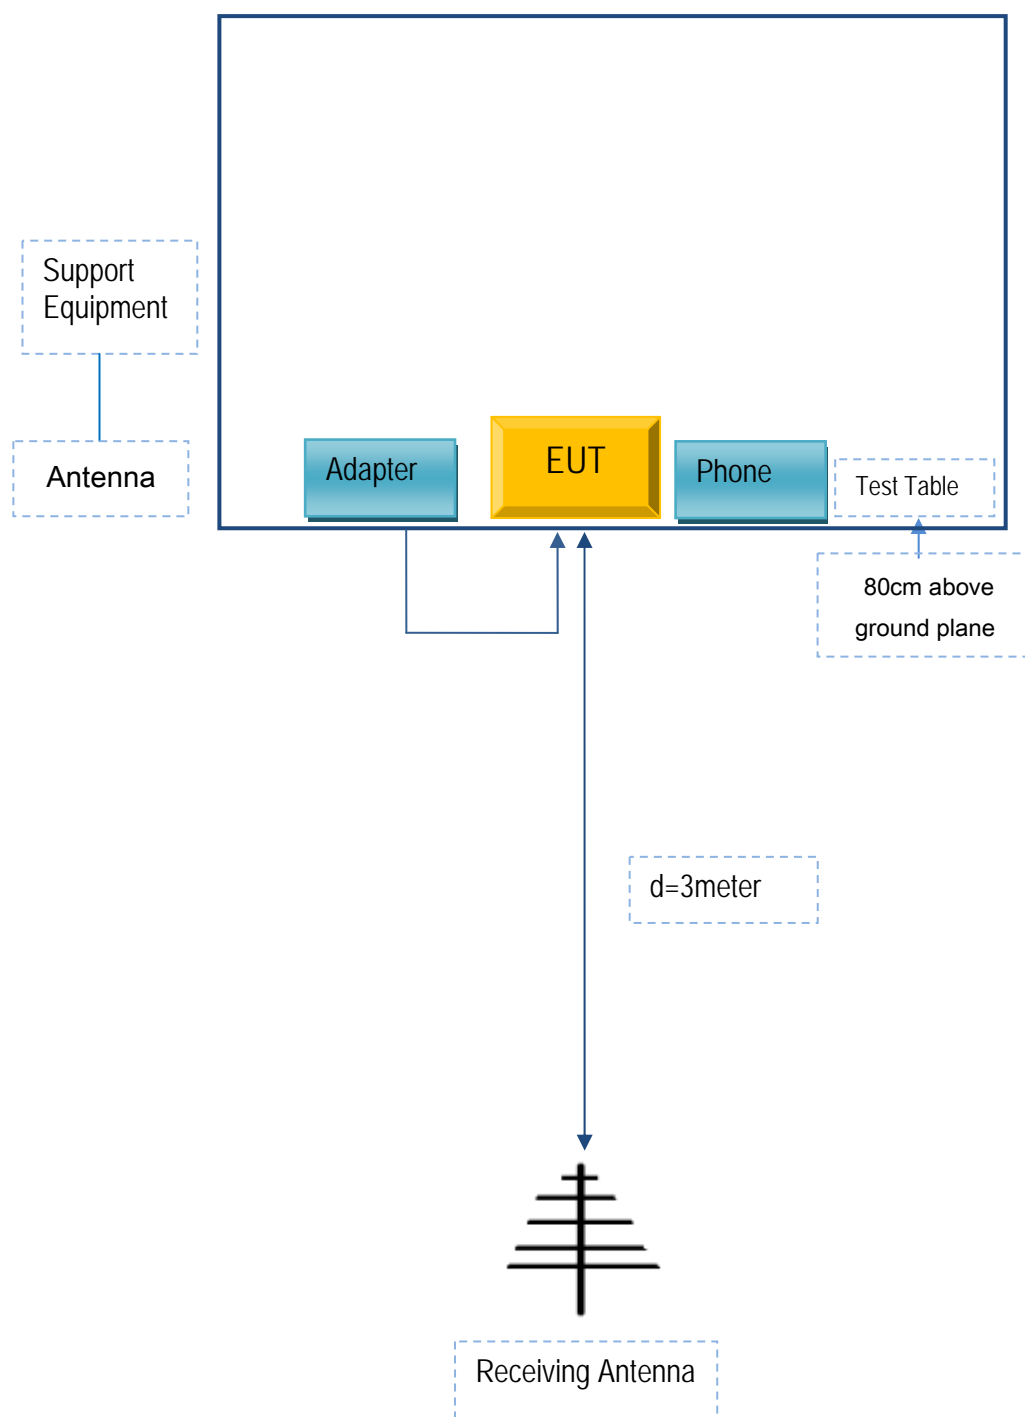 Support
Equipment
Antenna
Adapter
EUT
Phone
Test Table
80cm above
ground plane
d=3meter
Receiving Antenna